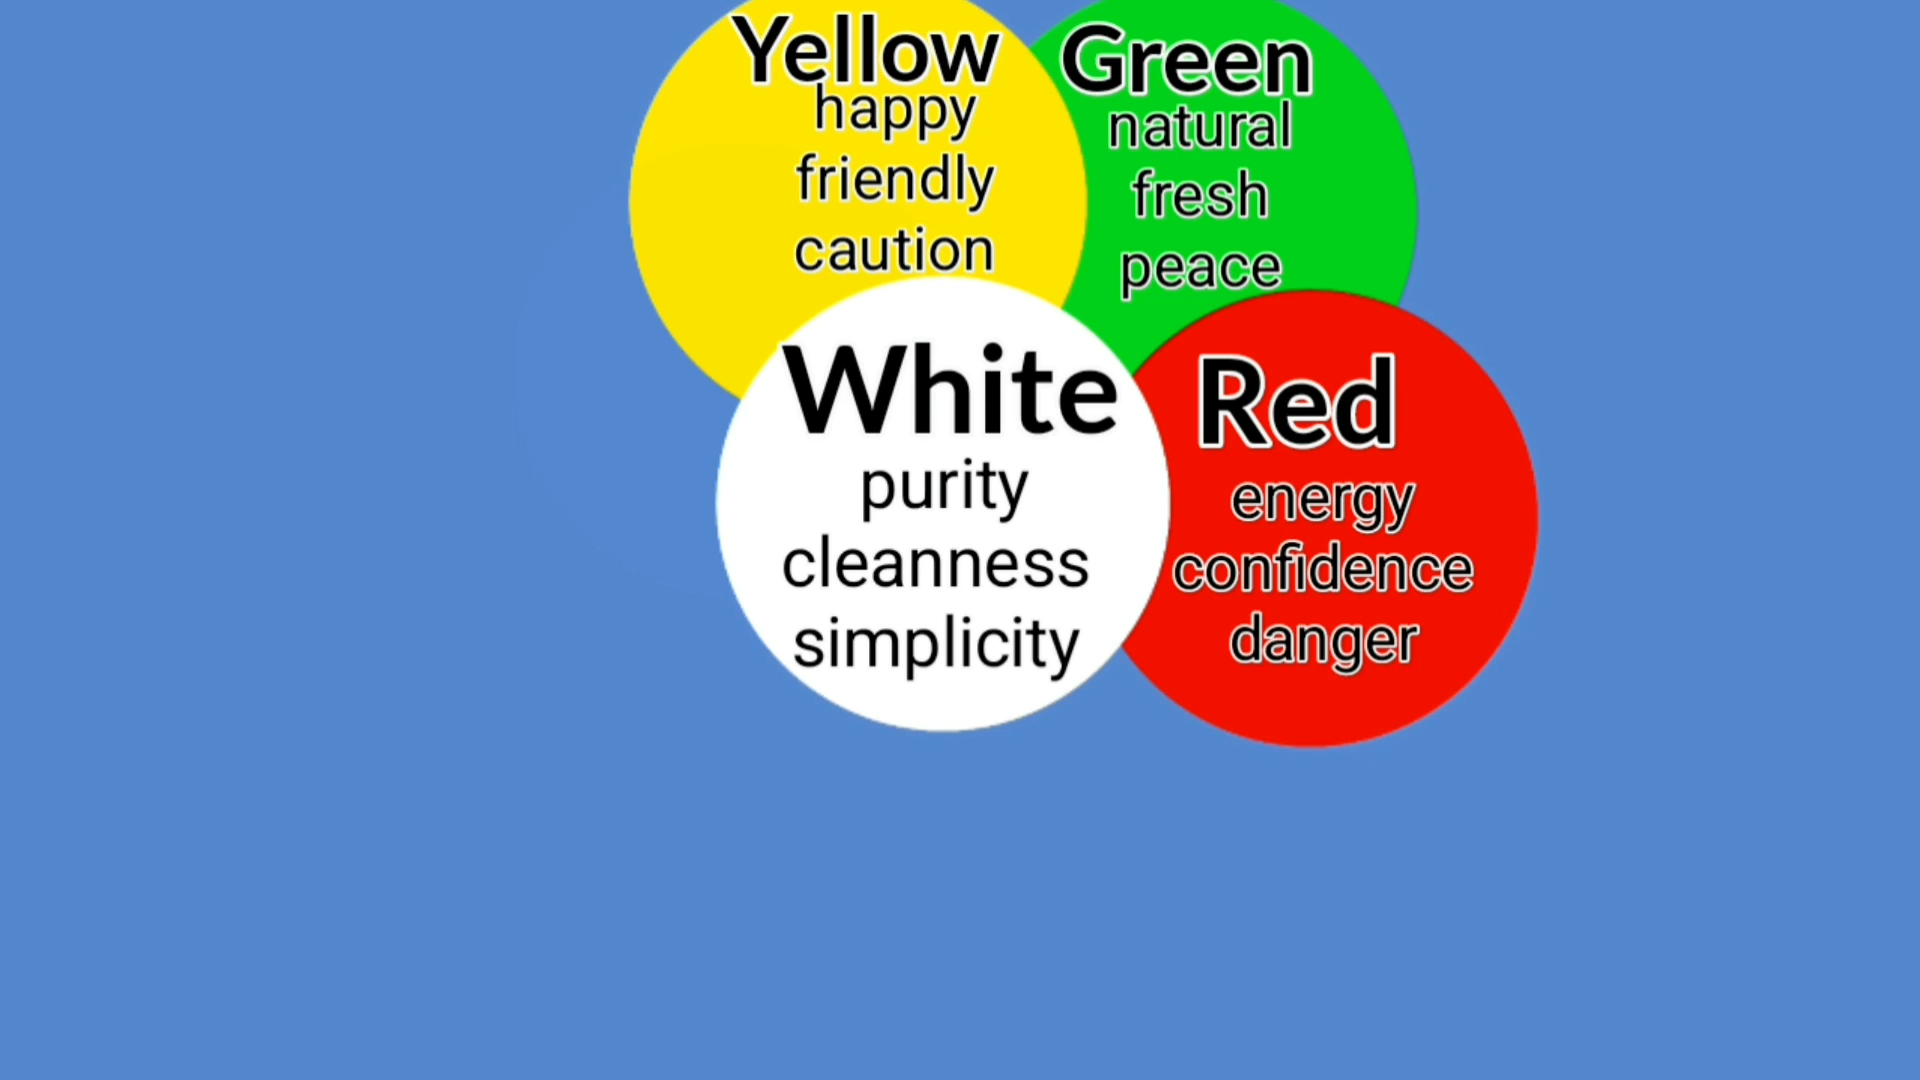 Yellow
happy
friendly
caution
Green
natural
fresh
peace
White
purity
cleanness
simplicity
Red
energy
confidence
danger